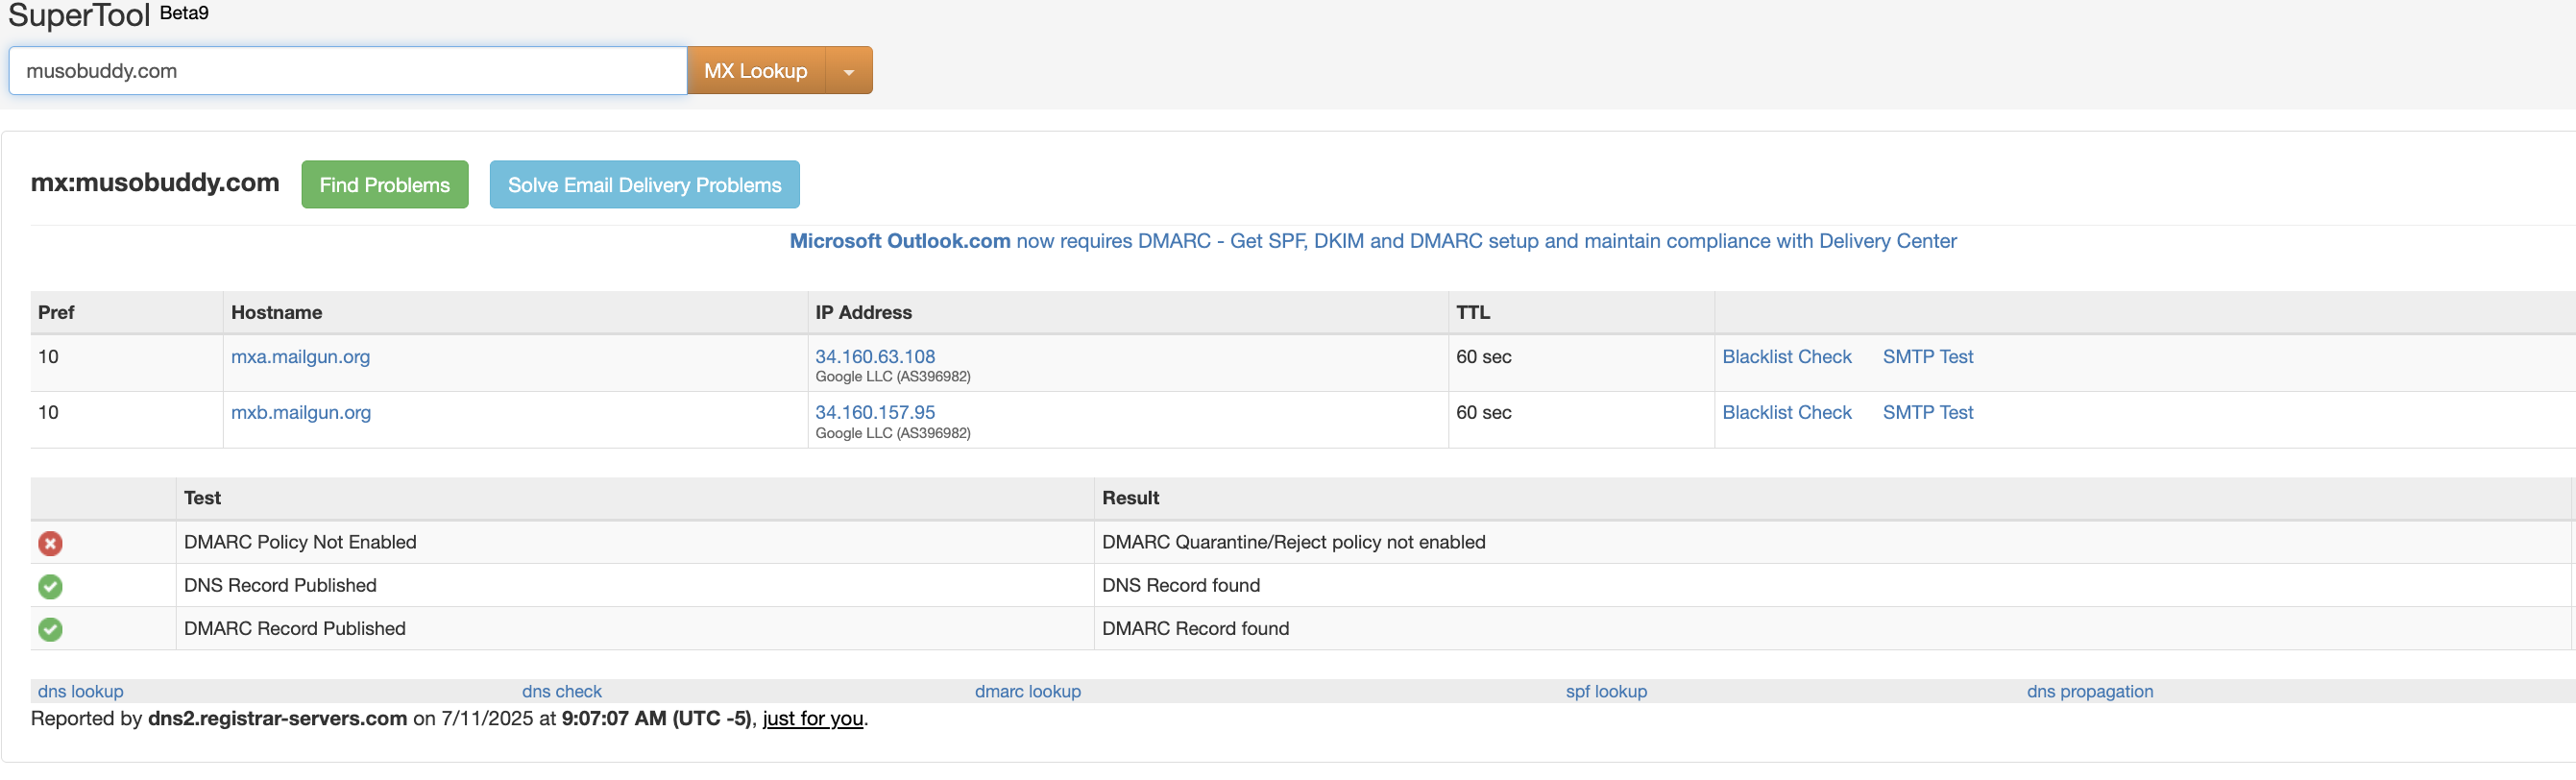 SuperTool Beta9
musobuddy.com MX Lookup
mx:musobuddy.com Find Problems Solve Email Delivery Problems
Microsoft Outlook.com now requires DMARC - Get SPF, DKIM and DMARC setup and maintain compliance with Delivery Center
Pref Hostname IP Address TTL
10 mxa.mailgun.org 34.160.63.108 60 sec Blacklist Check SMTP Test
Google LLC (AS396982)
10 mxb.mailgun.org 34.160.157.95 60 sec Blacklist Check SMTP Test
Google LLC (AS396982)
Test Result
DMARC Policy Not Enabled DMARC Quarantine/Reject policy not enabled
DNS Record Published DNS Record found
DMARC Record Published DMARC Record found
dns lookup dns check dmarc lookup spf lookup dns propagation
Reported by dns2.registrar-servers.com on 7/11/2025 at 9:07:07 AM (UTC -5), just for you.